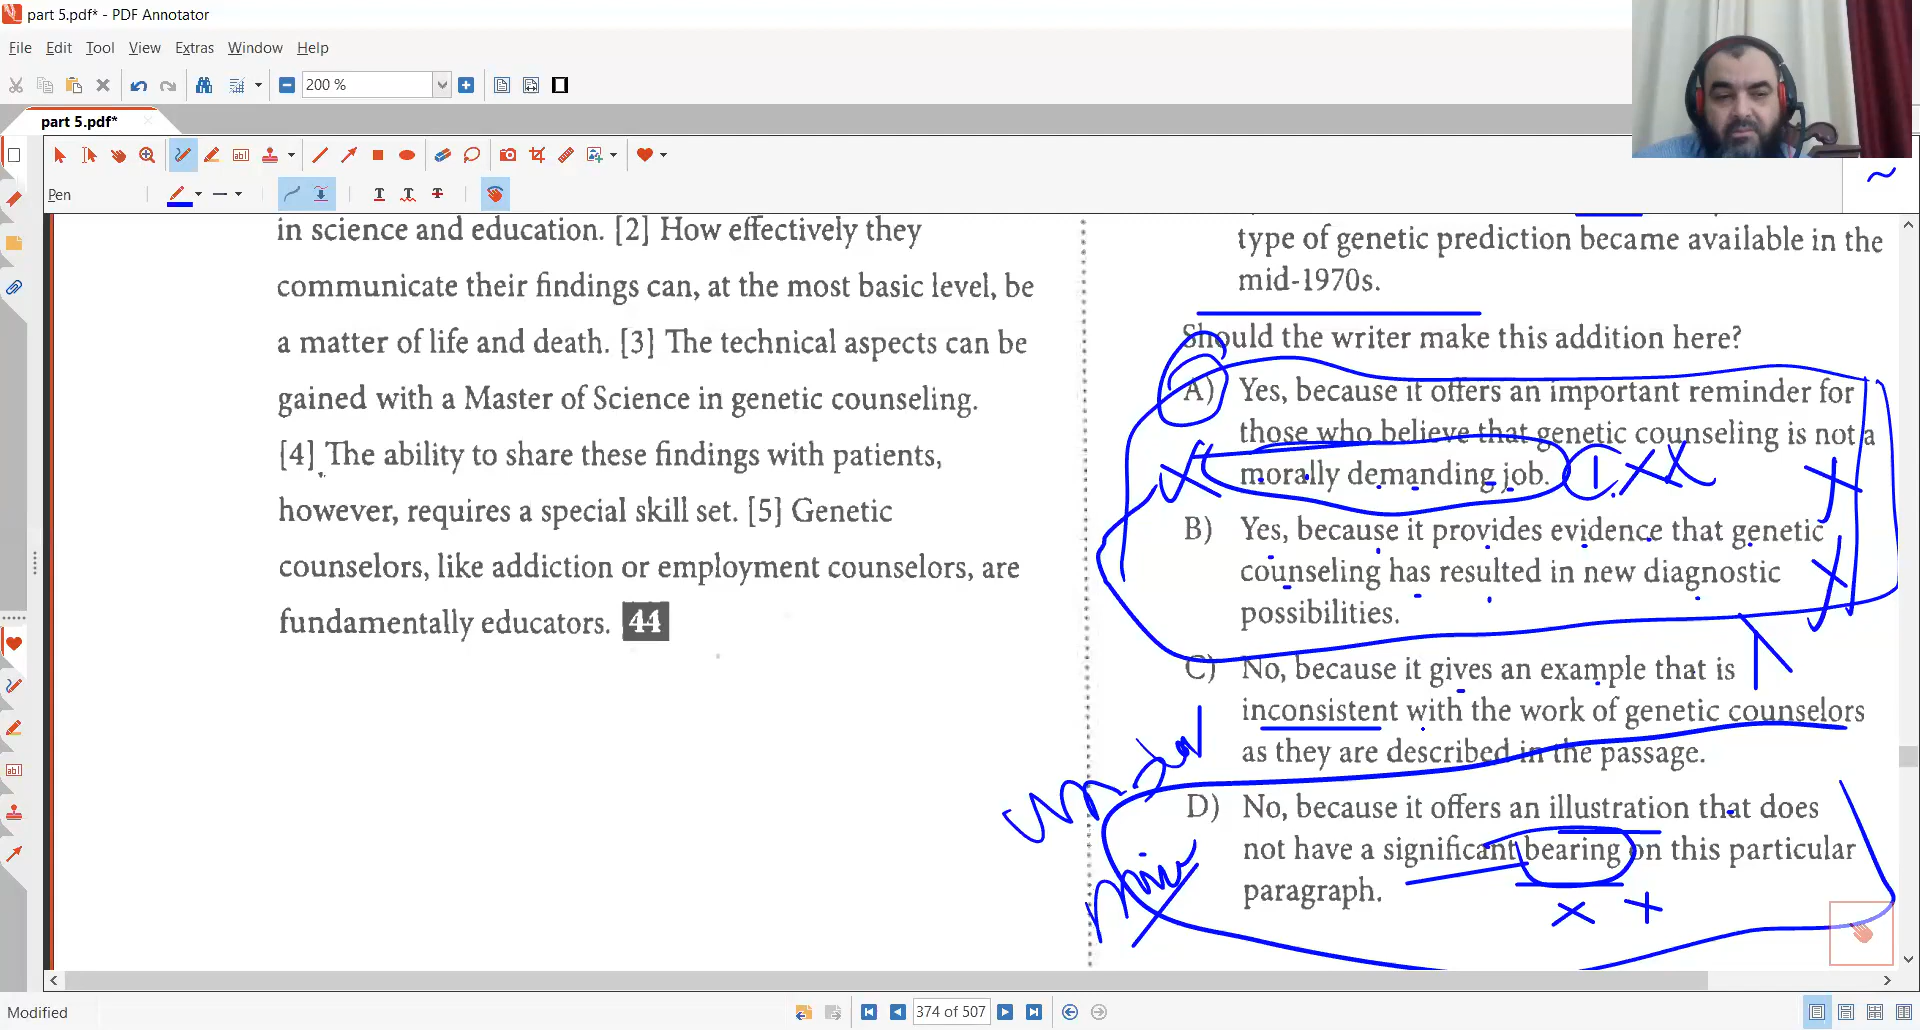 part 5.pdf* - PDF Annotator
File Edit Tool View Extras Window Help
200 %
part 5.pdf*
Pen
in science and education. [2] How effectively they
communicate their findings can, at the most basic level, be
a matter of life and death. [3] The technical aspects can be
gained with a Master of Science in genetic counseling.
[4] The ability to share these findings with patients,
however, requires a special skill set. [5] Genetic
counselors, like addiction or employment counselors, are
fundamentally educators. 44
type of genetic prediction became available in the
mid-1970s.
Should the writer make this addition here?
A) Yes, because it offers an important reminder for
those who believe that genetic counseling is not a
morally demanding job.
B) Yes, because it provides evidence that genetic
counseling has resulted in new diagnostic
possibilities.
C) No, because it gives an example that is
inconsistent with the work of genetic counselors
as they are described in the passage.
D) No, because it offers an illustration that does
not have a significant bearing on this particular
paragraph.
Modified
374 of 507